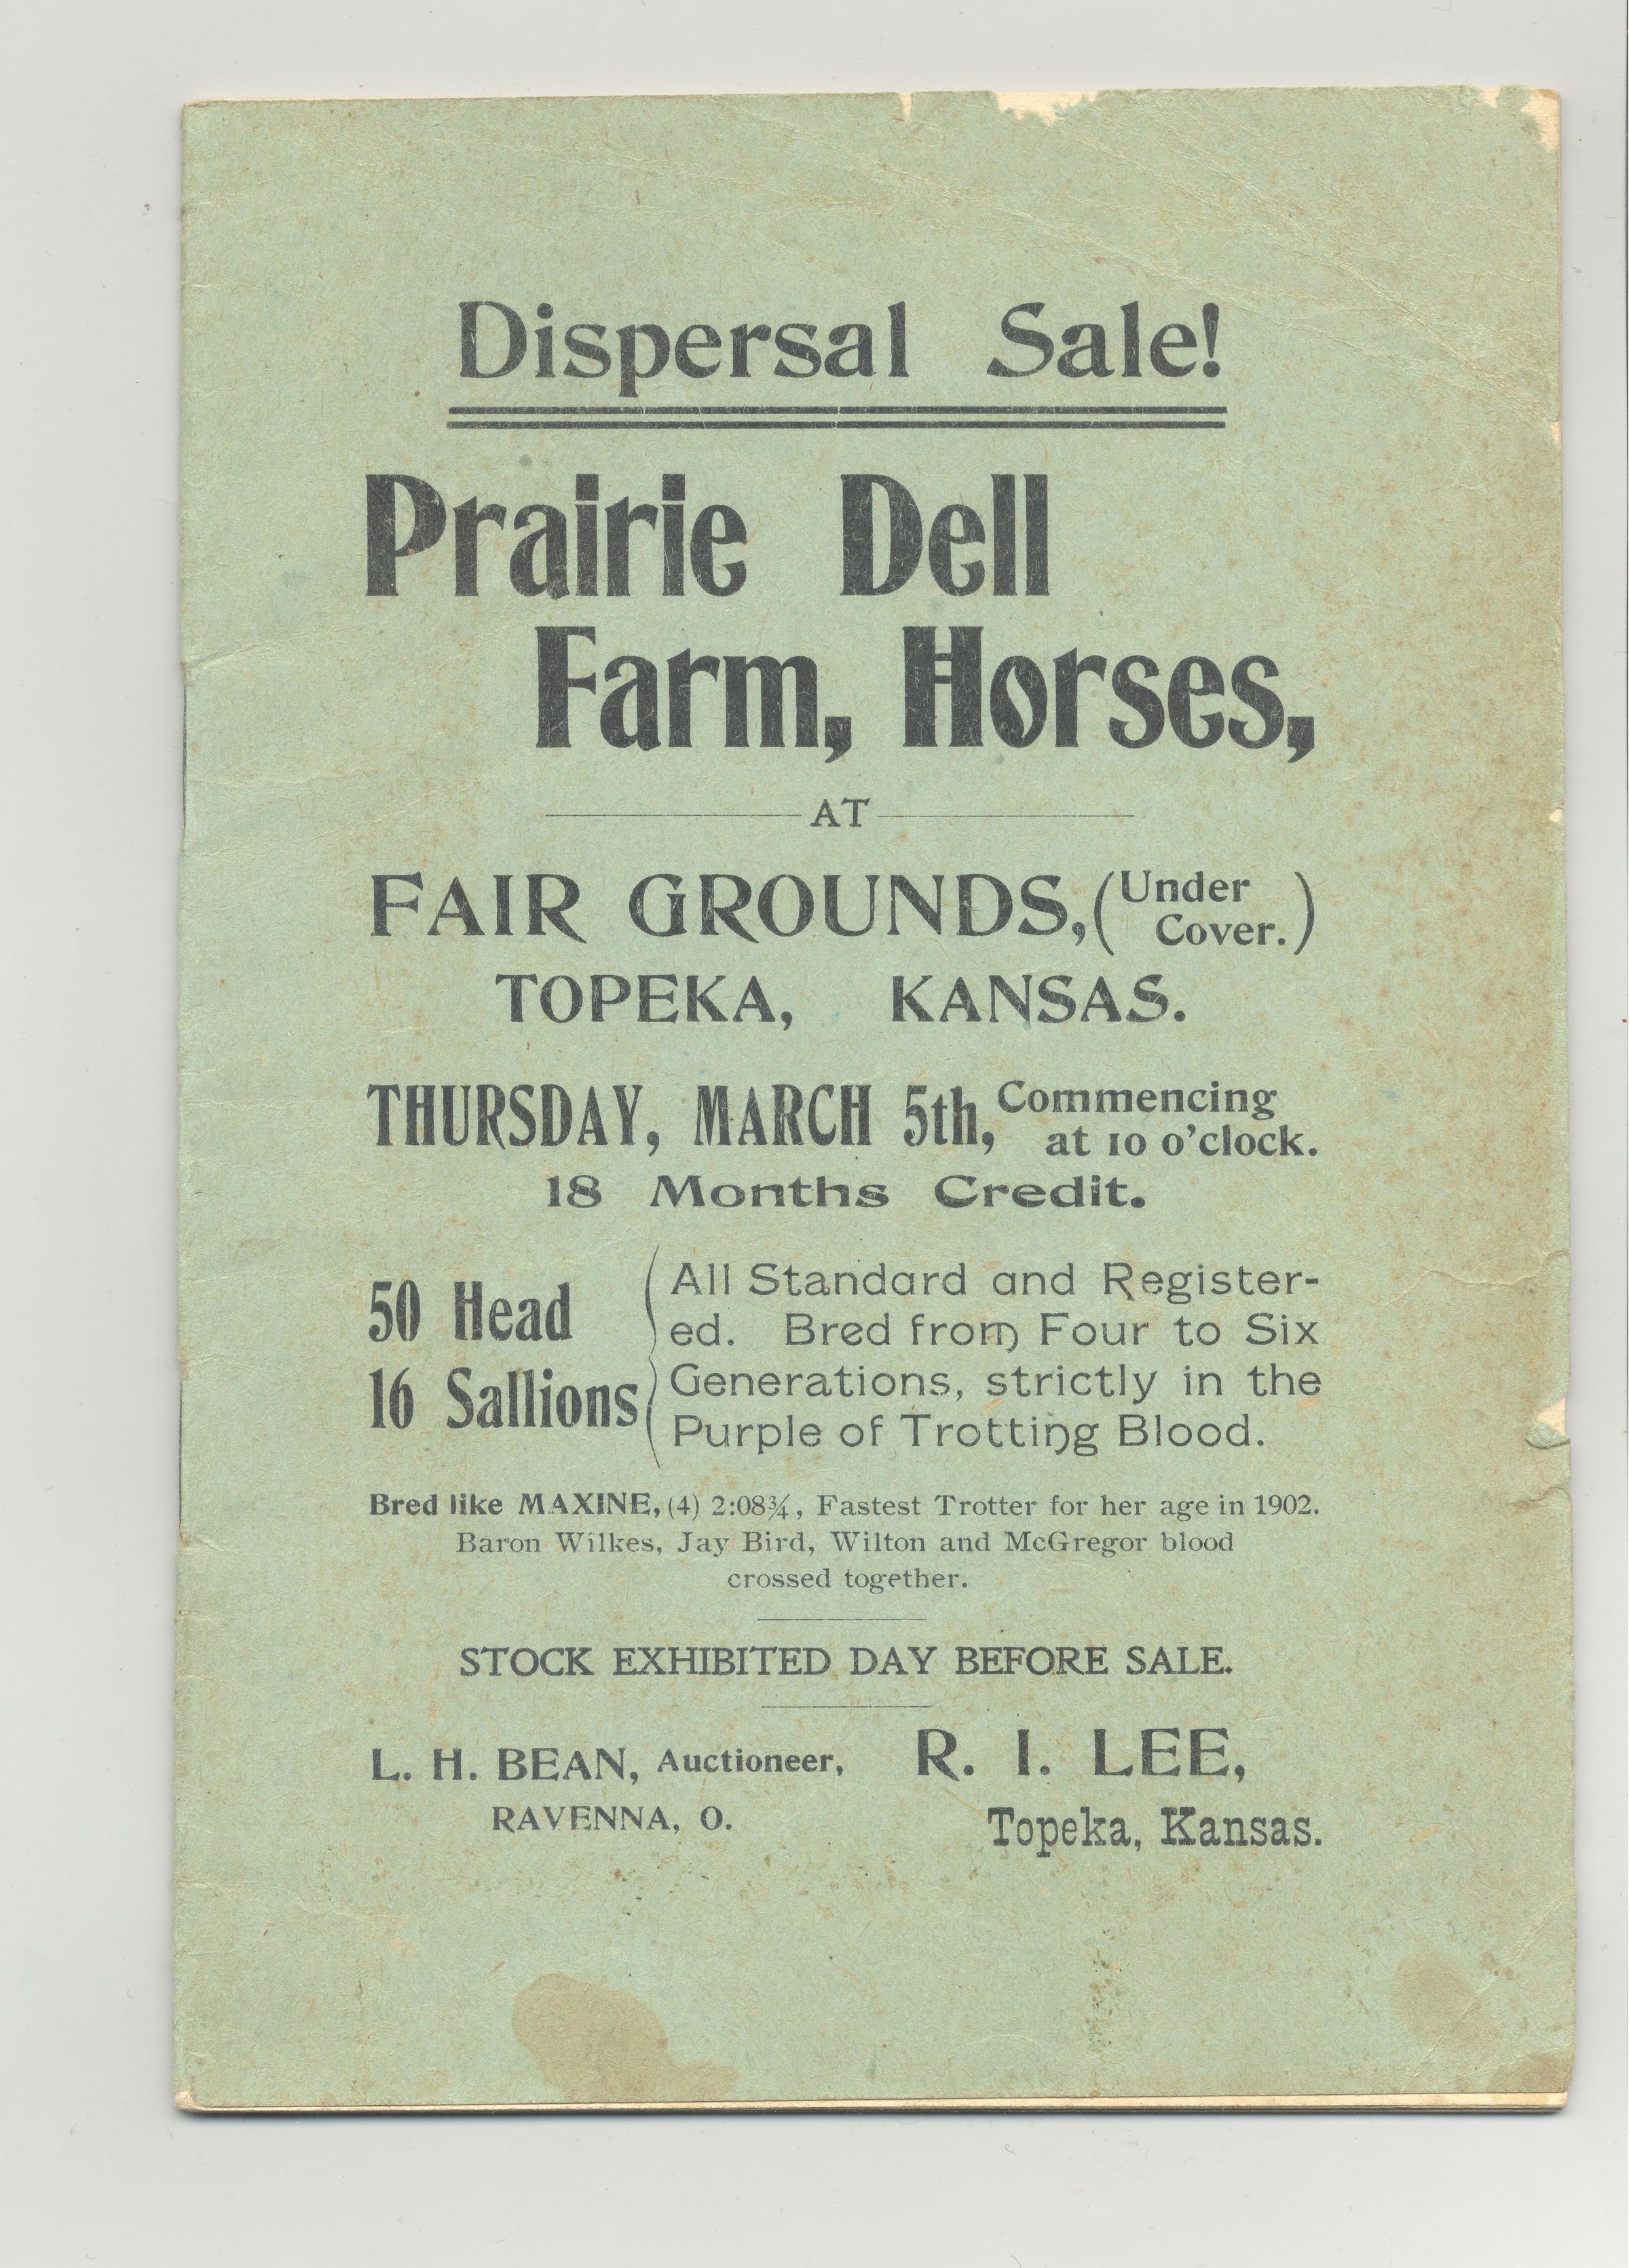 Dispersal Sale!
Prairie Dell
Farm, Horses,
AT
FAIR GROUNDS, (Under
Cover.)
TOPEKA, KANSAS.
THURSDAY, MARCH 5th, Commencing
at 10 o'clock.
18 Months Credit.
50 Head
16 Sallions
All Standard and Register-
ed. Bred from Four to Six
Generations, strictly in the
Purple of Trotting Blood.
Bred like MAXINE, (4) 2:08¾, Fastest Trotter for her age in 1902.
Baron Wilkes, Jay Bird, Wilton and McGregor blood
crossed together.
STOCK EXHIBITED DAY BEFORE SALE.
L. H. BEAN, Auctioneer,
RAVENNA, O.
R. I. LEE,
Topeka, Kansas.